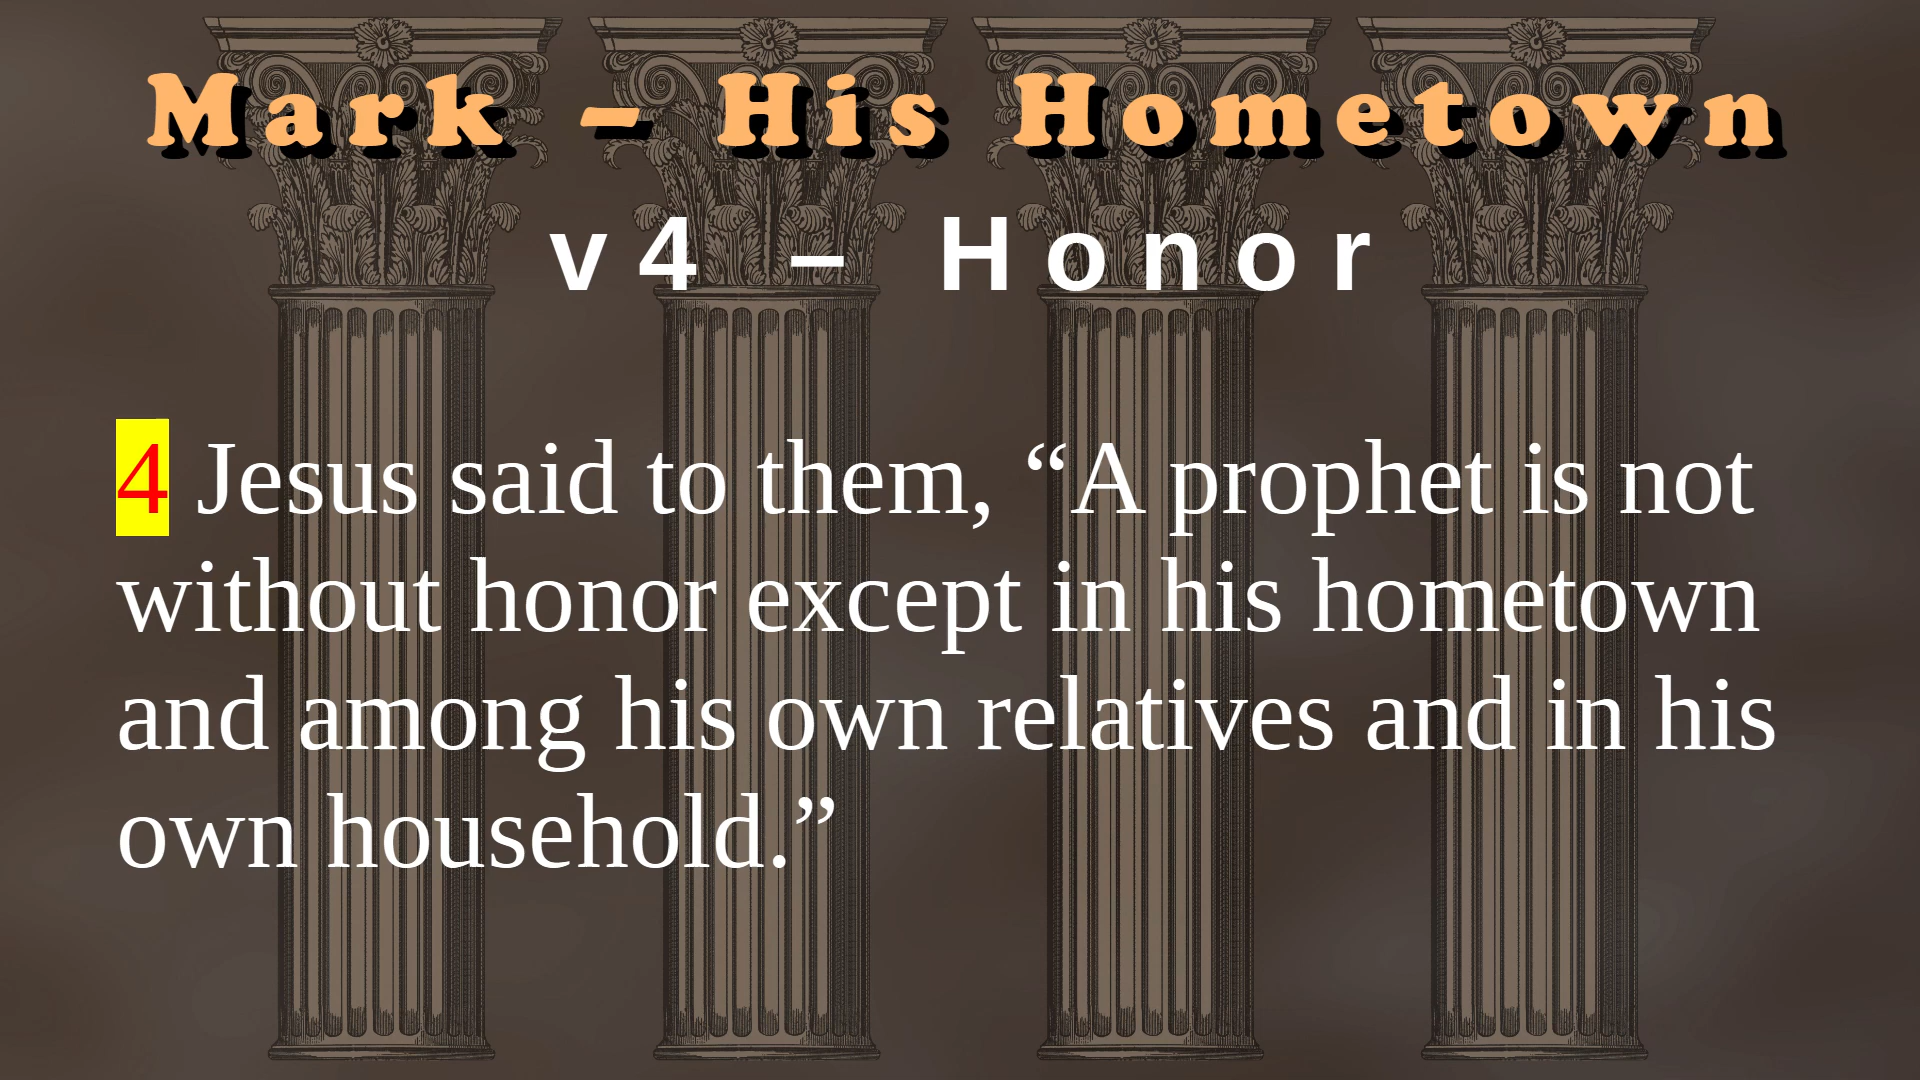 Mark – His Hometown
v4 – Honor
4 Jesus said to them, “A prophet is not
without honor except in his hometown
and among his own relatives and in his
own household.”